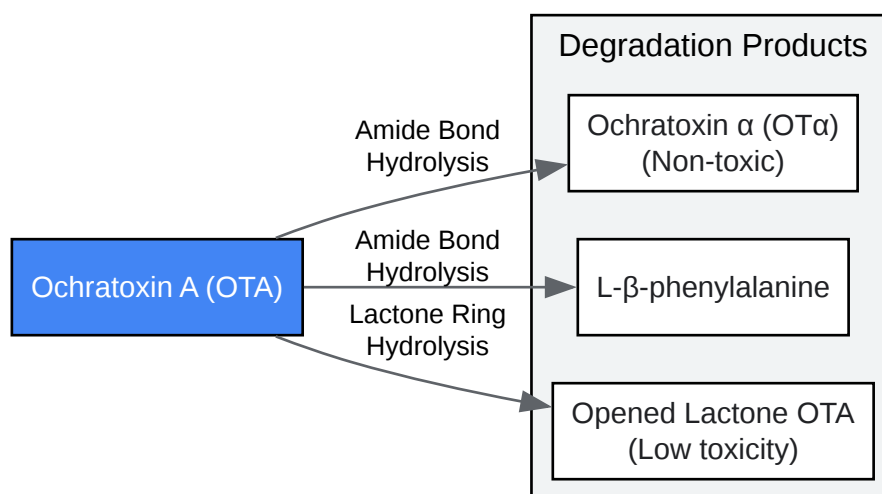 Degradation Products
Amide Bond
Hydrolysis
Ochratoxin α (OTα)
(Non-toxic)
Ochratoxin A (OTA)
Amide Bond
Hydrolysis
L-β-phenylalanine
Lactone Ring
Hydrolysis
Opened Lactone OTA
(Low toxicity)